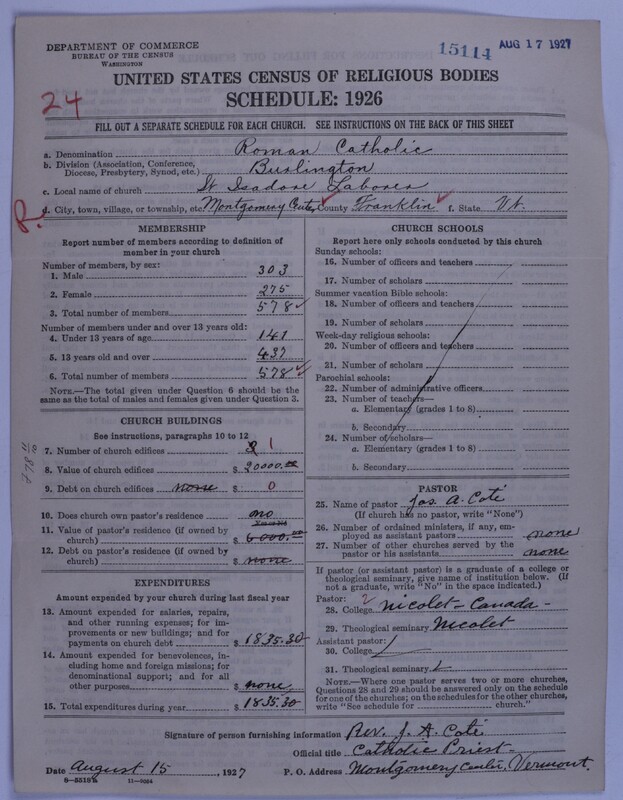 DEPARTMENT OF COMMERCE
BUREAU OF THE CENSUS
WASHINGTON
15114 AUG 17 1927
UNITED STATES CENSUS OF RELIGIOUS BODIES
SCHEDULE: 1926
24
FILL OUT A SEPARATE SCHEDULE FOR EACH CHURCH. SEE INSTRUCTIONS ON THE BACK OF THIS SHEET
a. Denomination Roman Catholic
b. Division (Association, Conference, Diocese, Presbytery, Synod, etc.) Burlington
c. Local name of church St Isadore Laborer
R.
d. City, town, village, or township, etc Montgomery Center County Franklin f. State Vt.
MEMBERSHIP
Report number of members according to definition of
member in your church
Number of members, by sex:
1. Male 303
2. Female 275
3. Total number of members 578
Number of members under and over 13 years old:
4. Under 13 years of age 141
5. 13 years old and over 437
6. Total number of members 578
NOTE.—The total given under Question 6 should be the
same as the total of males and females given under Question 3.
CHURCH BUILDINGS
See instructions, paragraphs 10 to 12
7. Number of church edifices 1
8. Value of church edifices $ 20000.00
9. Debt on church edifices none $ 0
10. Does church own pastor's residence no
11. Value of pastor's residence (if owned by
church) $ 6000.00
12. Debt on pastor's residence (if owned by
church) $ none
EXPENDITURES
Amount expended by your church during last fiscal year
13. Amount expended for salaries, repairs,
and other running expenses; for im-
provements or new buildings; and for
payments on church debt $ 1835.30
14. Amount expended for benevolences, in-
cluding home and foreign missions; for
denominational support; and for all
other purposes $ none
15. Total expenditures during year $ 1835.30
CHURCH SCHOOLS
Report here only schools conducted by this church
Sunday schools:
16. Number of officers and teachers
17. Number of scholars
Summer vacation Bible schools:
18. Number of officers and teachers
19. Number of scholars
Week-day religious schools:
20. Number of officers and teachers
21. Number of scholars
Parochial schools:
22. Number of administrative officers
23. Number of teachers—
a. Elementary (grades 1 to 8)
b. Secondary
24. Number of scholars—
a. Elementary (grades 1 to 8)
b. Secondary
PASTOR
25. Name of pastor Jos. A. Coté
(If church has no pastor, write "None")
26. Number of ordained ministers, if any, em-
ployed as assistant pastors none
27. Number of other churches served by the
pastor or his assistants none
If pastor (or assistant pastor) is a graduate of a college or
theological seminary, give name of institution below. (If
not a graduate, write "No" in the space indicated.)
Pastor:
28. College Nicolet - Canada -
29. Theological seminary Nicolet
Assistant pastor:
30. College
31. Theological seminary
NOTE.—Where one pastor serves two or more churches,
Questions 28 and 29 should be answered only on the schedule
for one of the churches; on the schedules for the other churches,
write "See schedule for church."
Signature of person furnishing information Rev. J. A. Coté
Official title Catholic Priest
Date August 15, 1927 P. O. Address Montgomery Center, Vermont.
8-5519a 11-9664